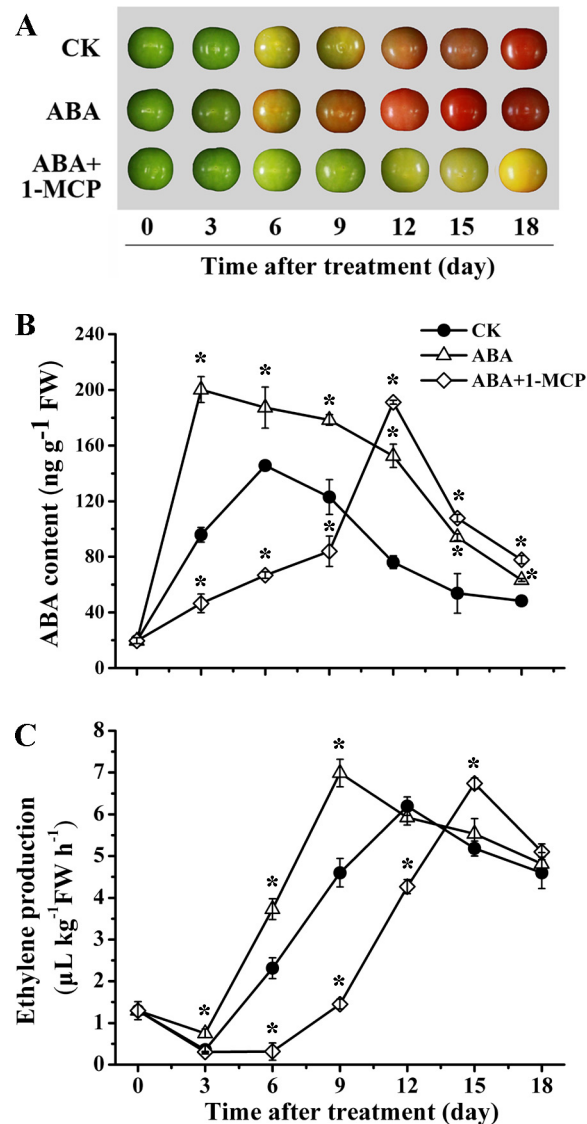 A
CK
ABA
ABA+
1-MCP
0 3 6 9 12 15 18
Time after treatment (day)
B
240
200
160
120
80
40
0
ABA content (ng g-1 FW)
CK
ABA
ABA+1-MCP
* * * * * * * * * * * *
C
8
7
6
5
4
3
2
1
0
Ethylene production
(μL kg-1FW h-1)
* * * * * * *
0 3 6 9 12 15 18
Time after treatment (day)